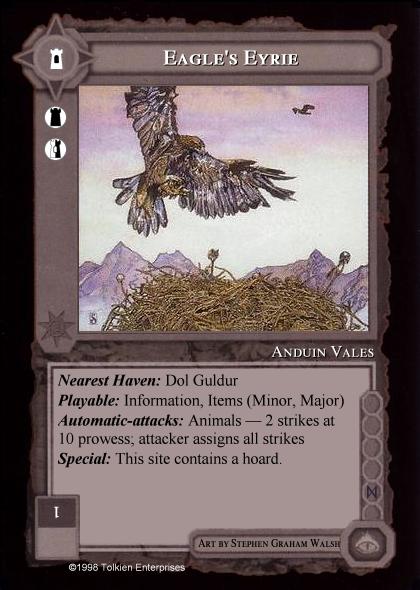 Eagle's Eyrie
Anduin Vales
Nearest Haven: Dol Guldur
Playable: Information, Items (Minor, Major)
Automatic-attacks: Animals — 2 strikes at
10 prowess; attacker assigns all strikes
Special: This site contains a hoard.
1
Art by Stephen Graham Walsh
©1998 Tolkien Enterprises